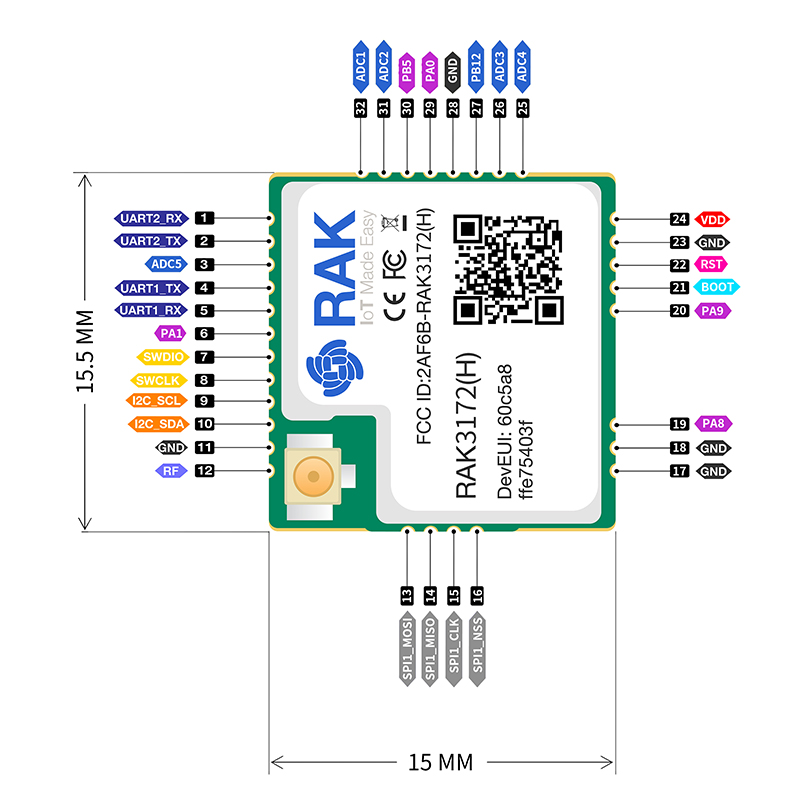 ADC1
ADC2
PB5
PA0
GND
PB12
ADC3
ADC4
32
31
30
29
28
27
26
25
UART2_RX 1
UART2_TX 2
ADC5 3
UART1_TX 4
UART1_RX 5
PA1 6
SWDIO 7
SWCLK 8
I2C_SCL 9
I2C_SDA 10
GND 11
RF 12
15.5 MM
RAK
IoT Made Easy
CE FC
FCC ID:2AF6B-RAK3172(H)
RAK3172(H)
DevEUI: 60c5a8
ffe75403f
24 VDD
23 GND
22 RST
21 BOOT
20 PA9
19 PA8
18 GND
17 GND
13
14
15
16
SPI1_MOSI
SPI1_MISO
SPI1_CLK
SPI1_NSS
15 MM